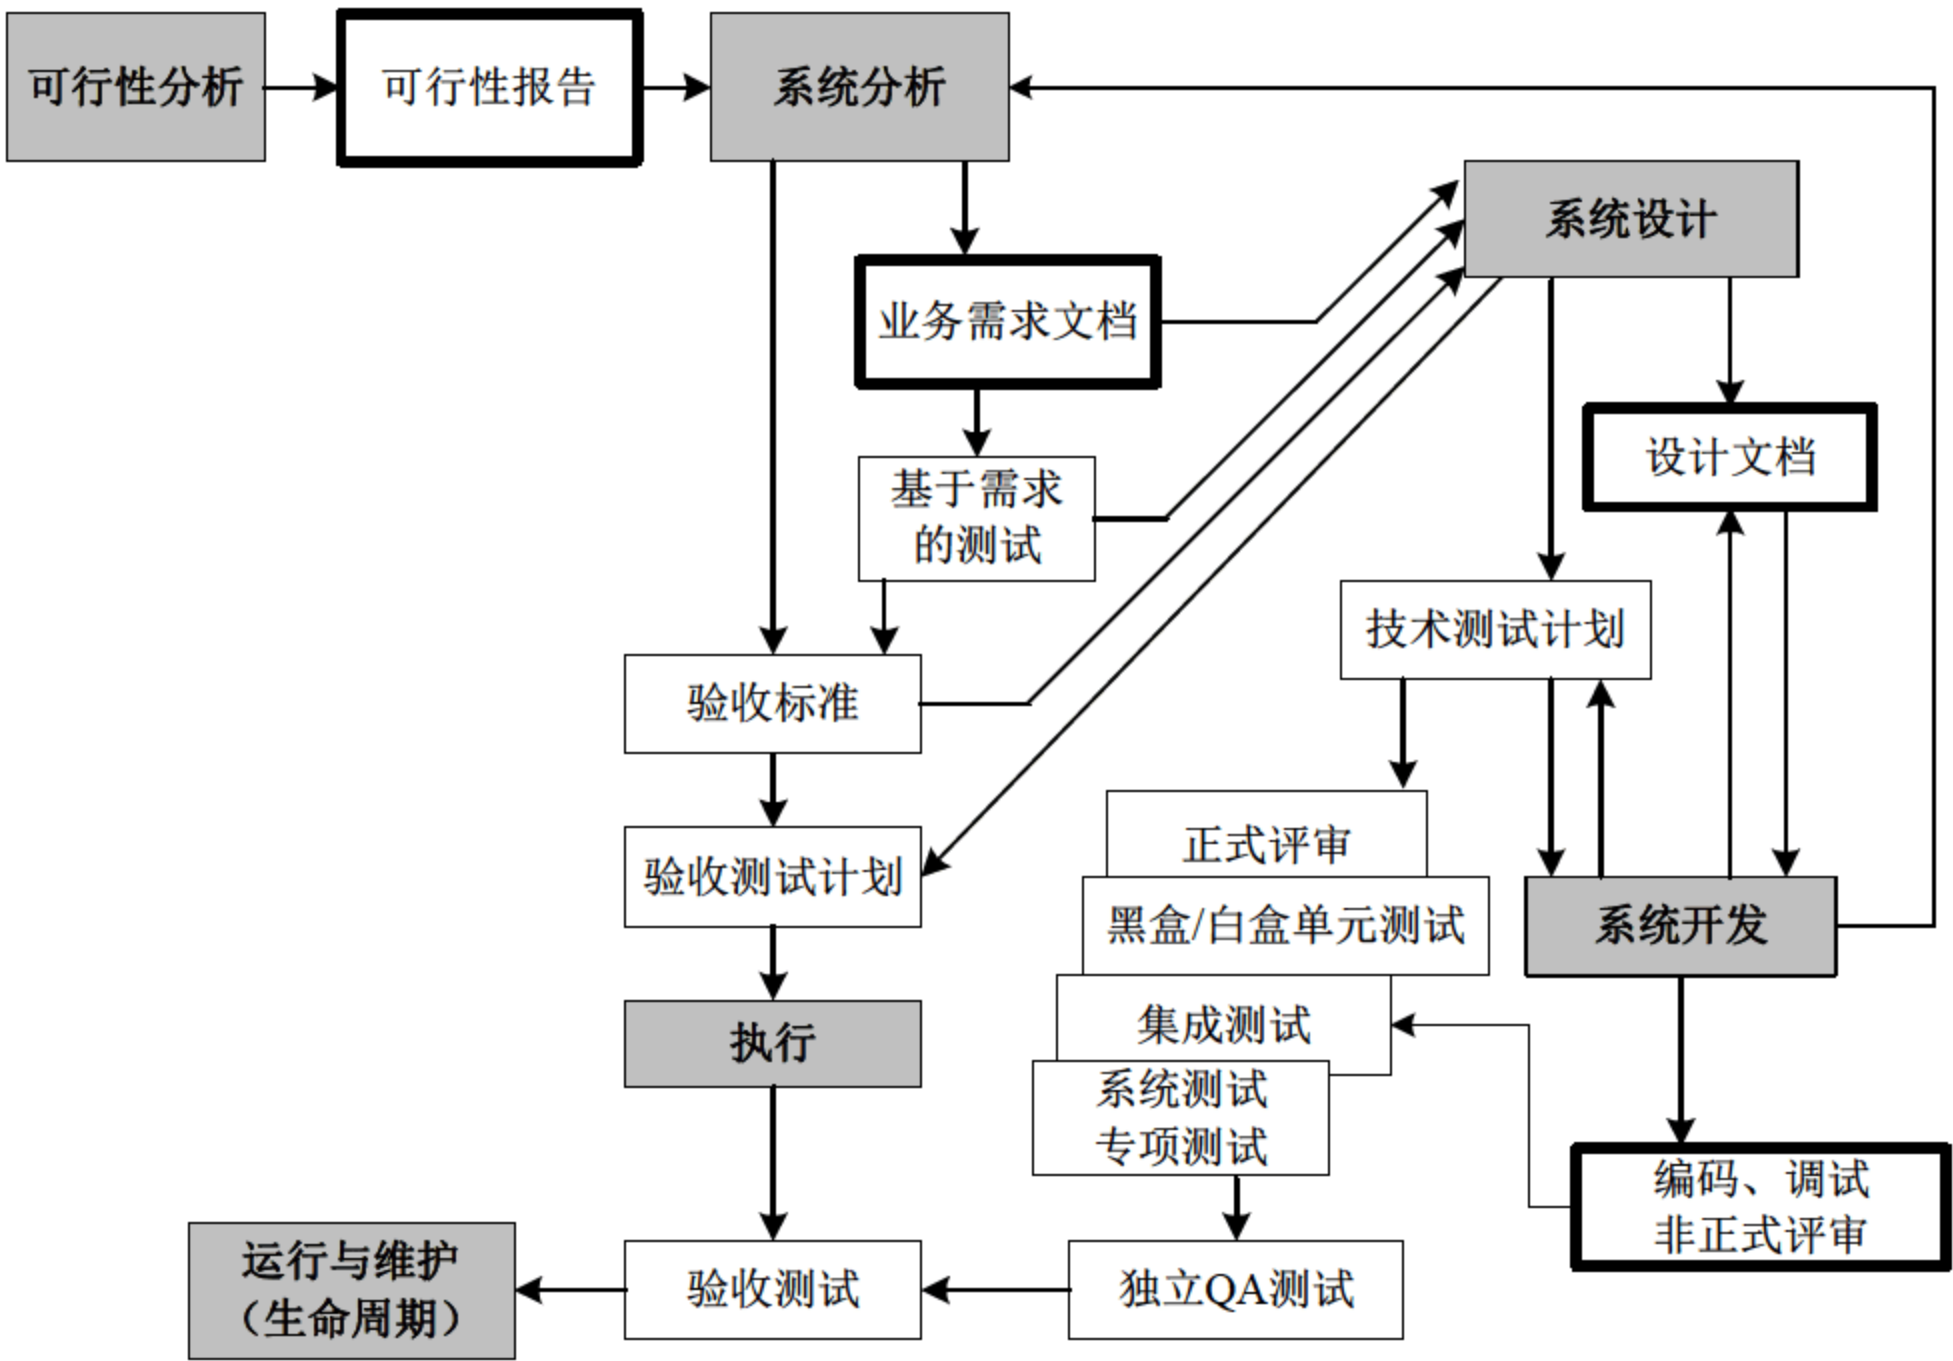 可行性分析
可行性报告
系统分析
系统设计
业务需求文档
设计文档
基于需求
的测试
技术测试计划
验收标准
正式评审
验收测试计划
黑盒/白盒单元测试
系统开发
集成测试
执行
系统测试
专项测试
编码、调试
非正式评审
运行与维护
（生命周期）
验收测试
独立QA测试